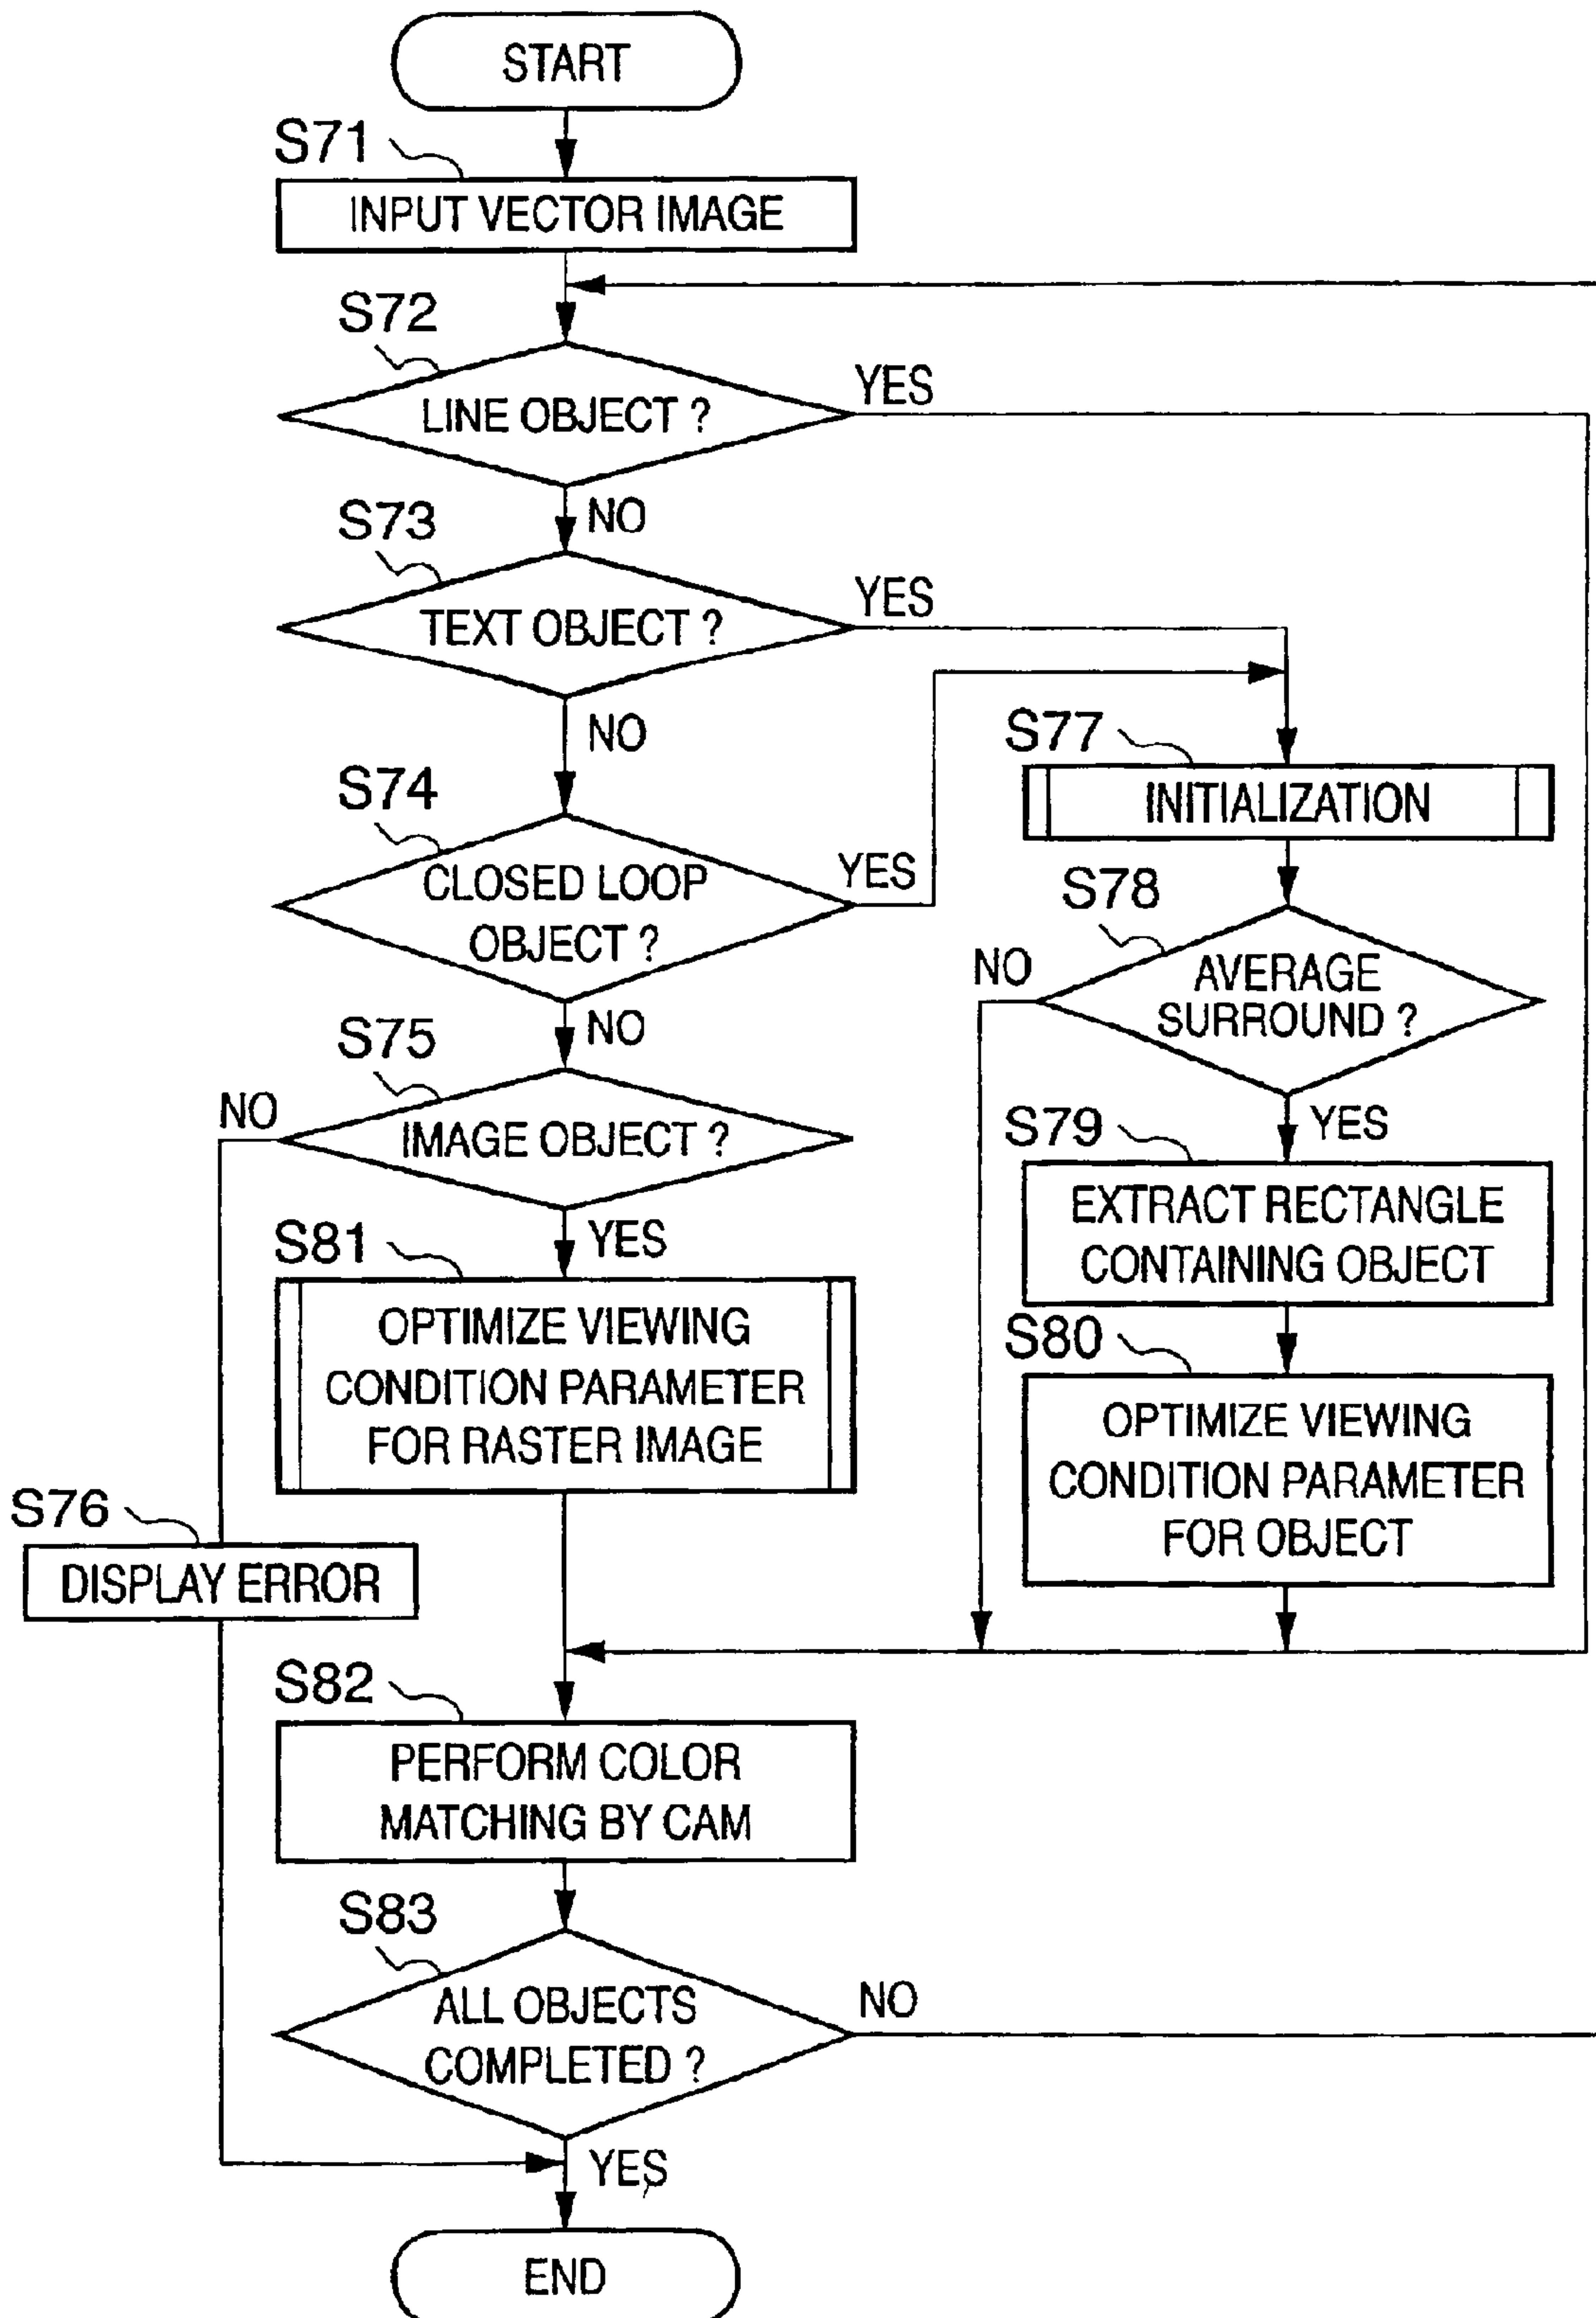 START
S71
INPUT VECTOR IMAGE
S72
LINE OBJECT ?
YES
NO
S73
TEXT OBJECT ?
YES
NO
S74
CLOSED LOOP
OBJECT ?
YES
NO
S75
IMAGE OBJECT ?
NO
YES
S76
DISPLAY ERROR
S77
INITIALIZATION
S78
AVERAGE
SURROUND ?
NO
YES
S79
EXTRACT RECTANGLE
CONTAINING OBJECT
S80
OPTIMIZE VIEWING
CONDITION PARAMETER
FOR OBJECT
S81
OPTIMIZE VIEWING
CONDITION PARAMETER
FOR RASTER IMAGE
S82
PERFORM COLOR
MATCHING BY CAM
S83
ALL OBJECTS
COMPLETED ?
NO
YES
END